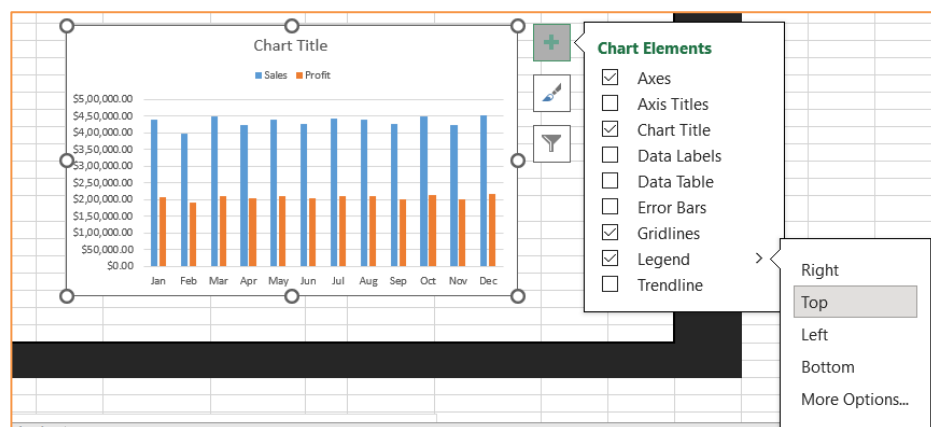 Chart Title
Sales Profit
$5,00,000.00
$4,50,000.00
$4,00,000.00
$3,50,000.00
$3,00,000.00
$2,50,000.00
$2,00,000.00
$1,50,000.00
$1,00,000.00
$50,000.00
$0.00
Jan Feb Mar Apr May Jun Jul Aug Sep Oct Nov Dec
Chart Elements
Axes
Axis Titles
Chart Title
Data Labels
Data Table
Error Bars
Gridlines
Legend
Trendline
Right
Top
Left
Bottom
More Options...